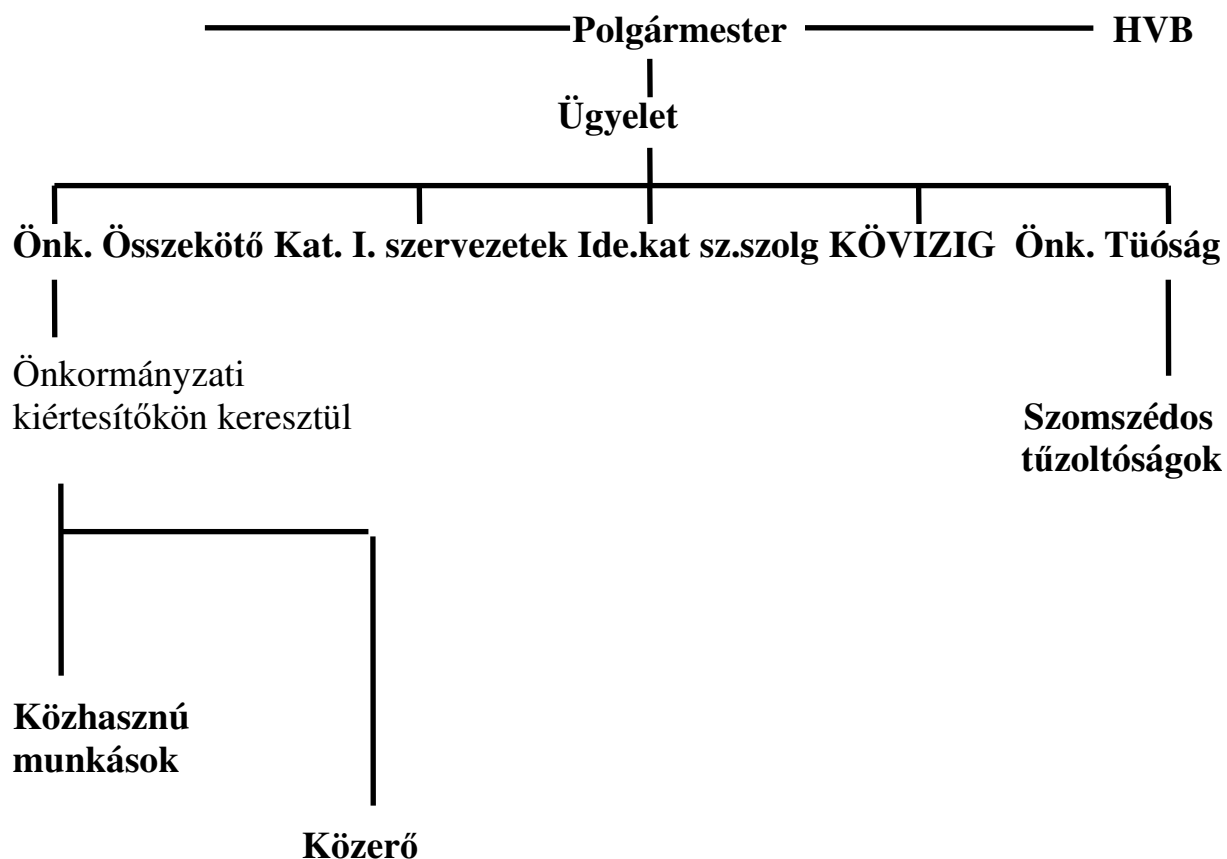 Polgármester HVB
Ügyelet
Önk. Összekötő Kat. I. szervezetek Ide.kat sz.szolg KÖVIZIG Önk. Tüóság
Önkormányzati
kiértesítőkön keresztül
Szomszédos
tűzoltóságok
Közhasznú
munkások
Közerő